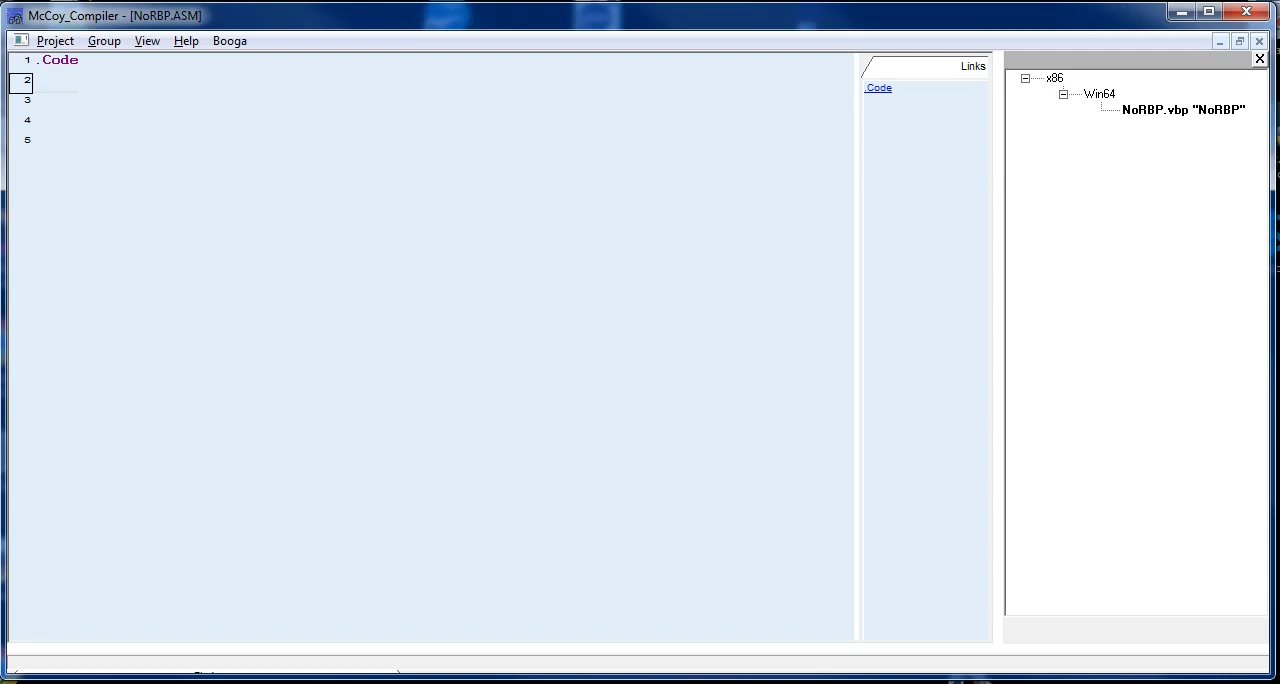 McCoy_Compiler - [NoRBP.ASM]
Project Group View Help Booga
X
1 .Code
2
3
4
5
Links
.Code
x86
Win64
NoRBP.vbp "NoRBP"